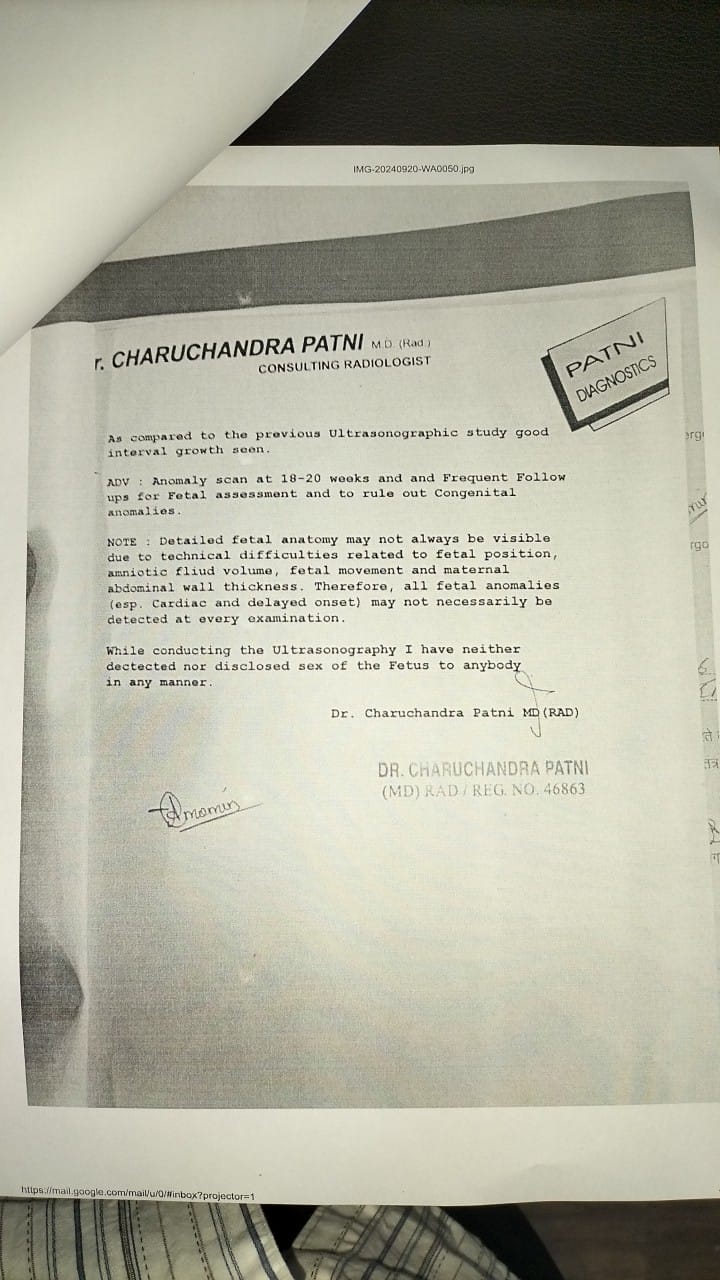 IMG-20240920-WA0050.jpg
r. CHARUCHANDRA PATNI M.D. (Rad.)
CONSULTING RADIOLOGIST
PATNI
DIAGNOSTICS
As compared to the previous Ultrasonographic study good
interval growth seen.
ADV : Anomaly scan at 18-20 weeks and and Frequent Follow
ups for Fetal assessment and to rule out Congenital
anomalies.
NOTE : Detailed fetal anatomy may not always be visible
due to technical difficulties related to fetal position,
amniotic fliud volume, fetal movement and maternal
abdominal wall thickness. Therefore, all fetal anomalies
(esp. Cardiac and delayed onset) may not necessarily be
detected at every examination.
While conducting the Ultrasonography I have neither
dectected nor disclosed sex of the Fetus to anybody
in any manner.
Dr. Charuchandra Patni MD (RAD)
DR. CHARUCHANDRA PATNI
(MD) RAD / REG. NO. 46863
https://mail.google.com/mail/u/0/#inbox?projector=1